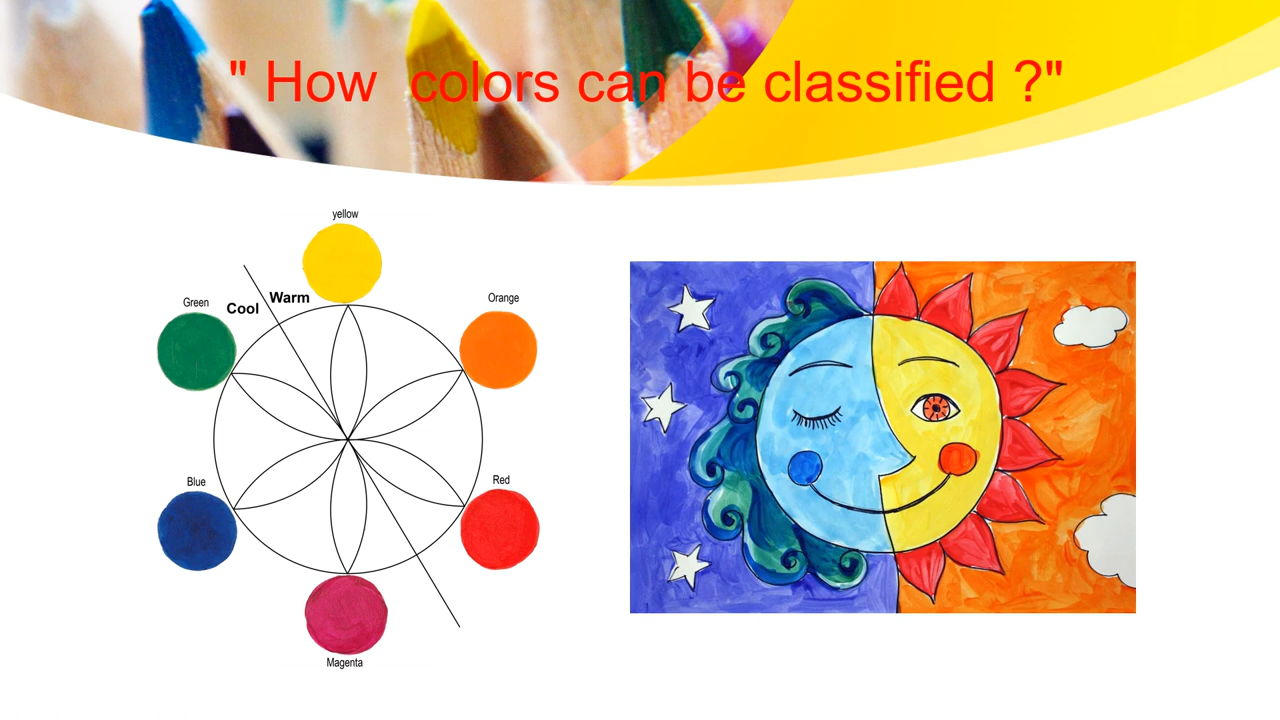 " How  colors can be classified ?"
yellow
Green
Cool
Warm
Orange
Blue
Red
Magenta